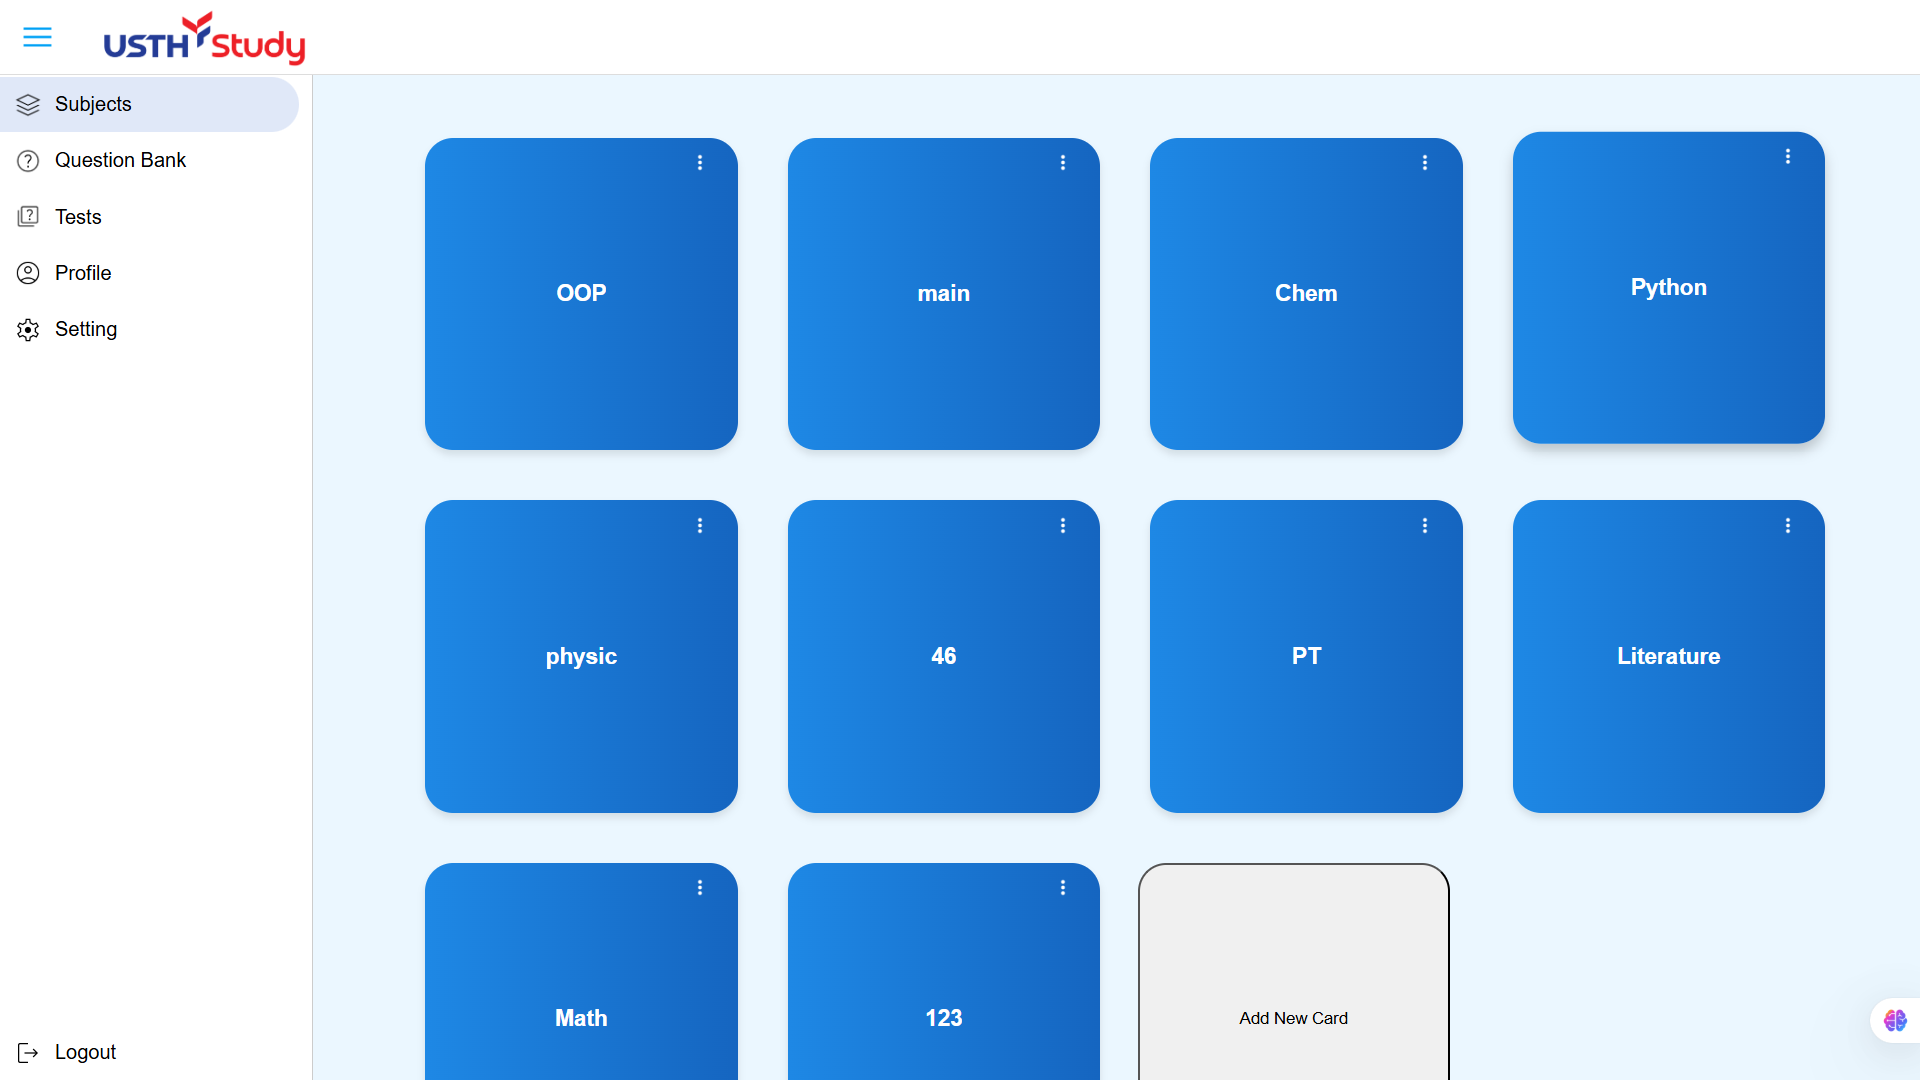 USTH Study
Subjects
Question Bank
Tests
Profile
Setting
Logout
OOP
main
Chem
Python
physic
46
PT
Literature
Math
123
Add New Card